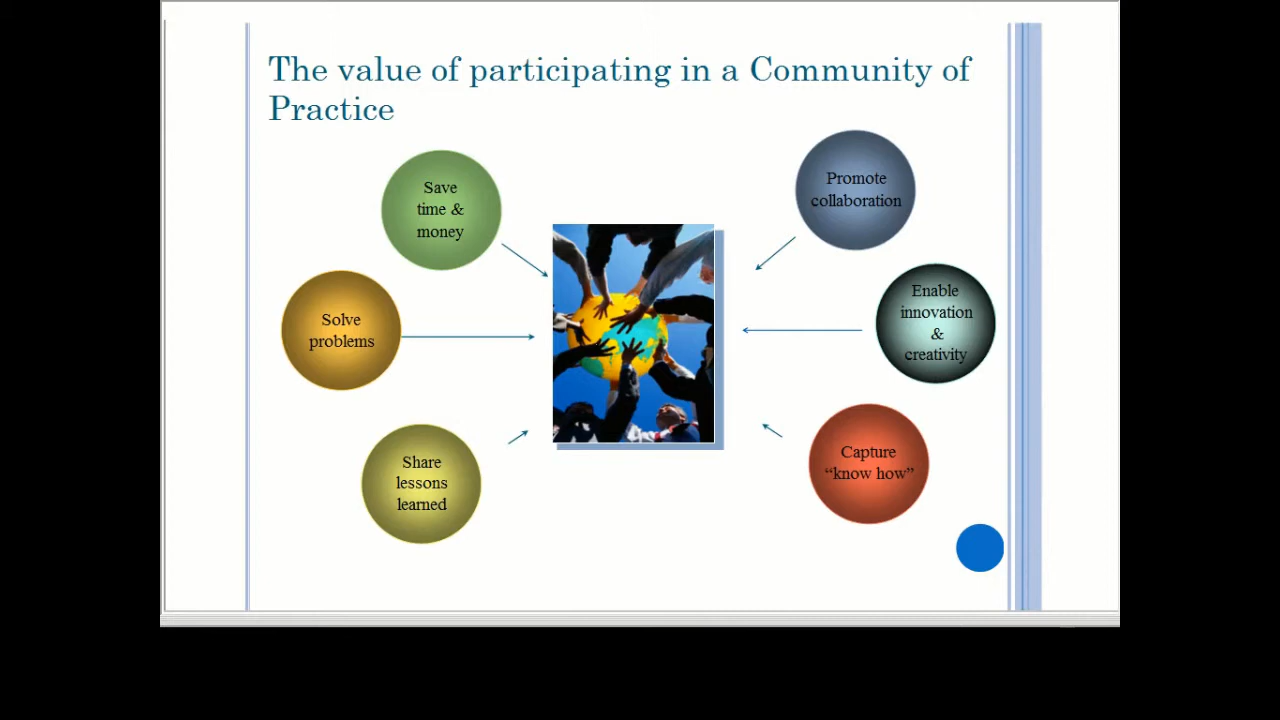 The value of participating in a Community of
Practice
Save
time &
money
Promote
collaboration
Solve
problems
Enable
innovation
&
creativity
Share
lessons
learned
Capture
“know how”